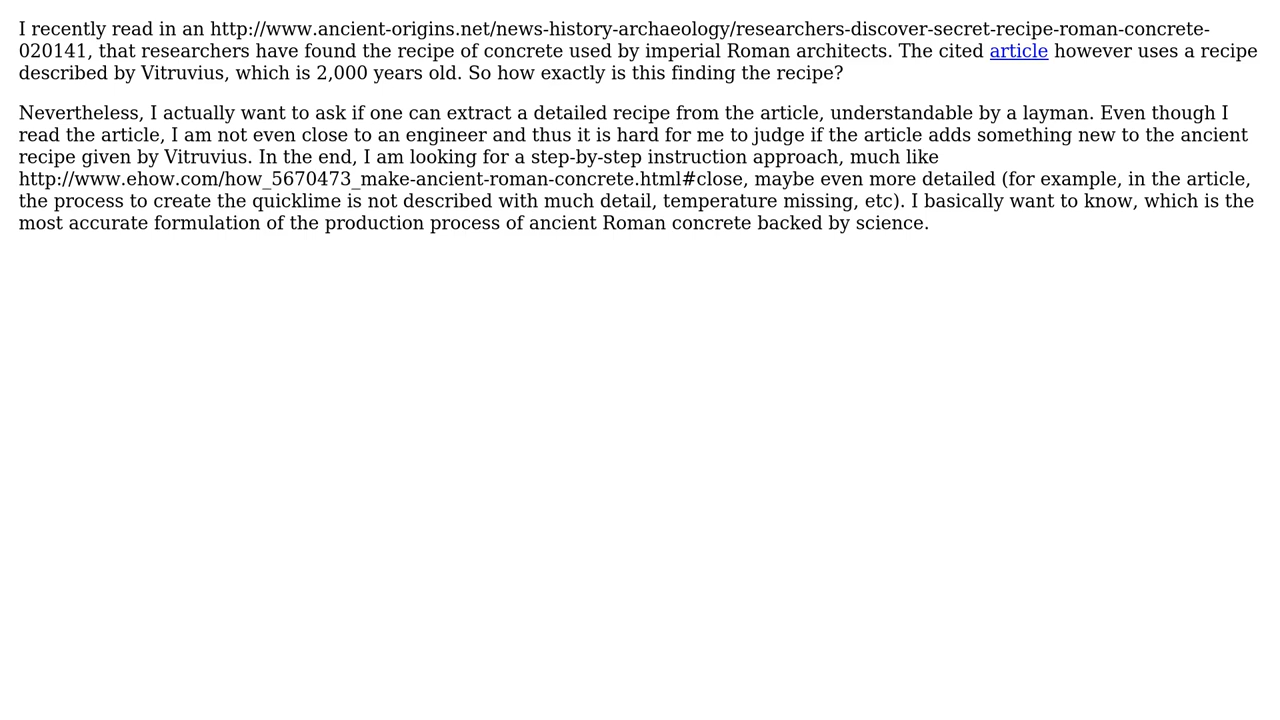 I recently read in an http://www.ancient-origins.net/news-history-archaeology/researchers-discover-secret-recipe-roman-concrete-
020141, that researchers have found the recipe of concrete used by imperial Roman architects. The cited article however uses a recipe
described by Vitruvius, which is 2,000 years old. So how exactly is this finding the recipe?
Nevertheless, I actually want to ask if one can extract a detailed recipe from the article, understandable by a layman. Even though I
read the article, I am not even close to an engineer and thus it is hard for me to judge if the article adds something new to the ancient
recipe given by Vitruvius. In the end, I am looking for a step-by-step instruction approach, much like
http://www.ehow.com/how_5670473_make-ancient-roman-concrete.html#close, maybe even more detailed (for example, in the article,
the process to create the quicklime is not described with much detail, temperature missing, etc). I basically want to know, which is the
most accurate formulation of the production process of ancient Roman concrete backed by science.